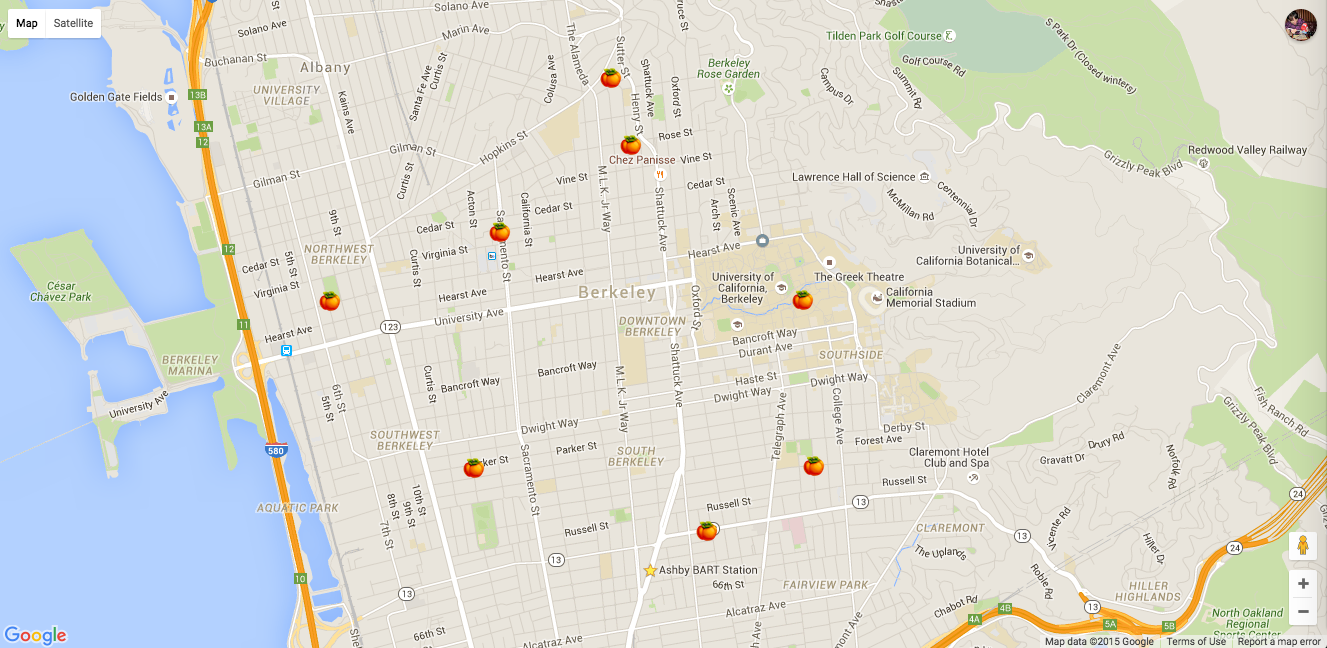 Map
Satellite
Solano Ave
Solano Ave
Marin Ave
Buchanan St
Albany
The Alameda
Sutter St
Bruce St
Shasta Rd
Tilden Park Golf Course
Golf Course Rd
S Park Dr (Closed winters)
Berkeley
Rose Garden
Campus Dr
Summit Rd
Golden Gate Fields
13B
UNIVERSITY
VILLAGE
Santa Fe Ave
Curtis St
Colusa Ave
Henry St
Shattuck Ave
Oxford St
Kains Ave
13A
12
Hopkins St
Rose St
Gilman St
Gilman St
Curtis St
Chez Panisse
Vine St
Vine St
Cedar St
Grizzly Peak Blvd
Redwood Valley Railway
Lawrence Hall of Science
Centennial Dr
McMillan Rd
9th St
Acton St
Sacramento St
California St
Cedar St
M.L.K. Jr Way
Shattuck Ave
Arch St
Scenic Ave
Cedar St
NORTHWEST
BERKELEY
Virginia St
Curtis St
Hearst Ave
12
Cedar St
5th St
Virginia St
Hearst Ave
Hearst Ave
University of
California Botanical...
University of
California,
Berkeley
The Greek Theatre
California
Memorial Stadium
César
Chávez Park
Berkeley
Oxford St
University Ave
123
11
Hearst Ave
DOWNTOWN
BERKELEY
Bancroft Way
Durant Ave
SOUTHSIDE
BERKELEY
MARINA
University Ave
6th St
5th St
Curtis St
Bancroft Way
Bancroft Way
M.L.K. Jr Way
Shattuck Ave
Haste St
Dwight Way
Dwight Way
Claremont Ave
Fish Ranch Rd
Grizzly Peak Blvd
SOUTHWEST
BERKELEY
Dwight Way
Parker St
SOUTH
BERKELEY
Telegraph Ave
College Ave
Derby St
Forest Ave
Claremont Hotel
Club and Spa
Gravatt Dr
Druy Rd
Norfolk Rd
580
Sacramento St
Russell St
AQUATIC PARK
8th St
9th St
10th St
7th St
Russell St
Russell St
13
24
CLAREMONT
13
Vicente Rd
Hiller Dr
24
13
The Uplands
Ashby BART Station
66th St
FAIRVIEW PARK
Roble Rd
HILLER
HIGHLANDS
10
13
Alcatraz Ave
Alcatraz Ave
66th St
Chabot Rd
4B
4A
13
5A
5B
North Oakland
Regional
Sports Center
Google
Map data ©2015 Google
Terms of Use
Report a map error